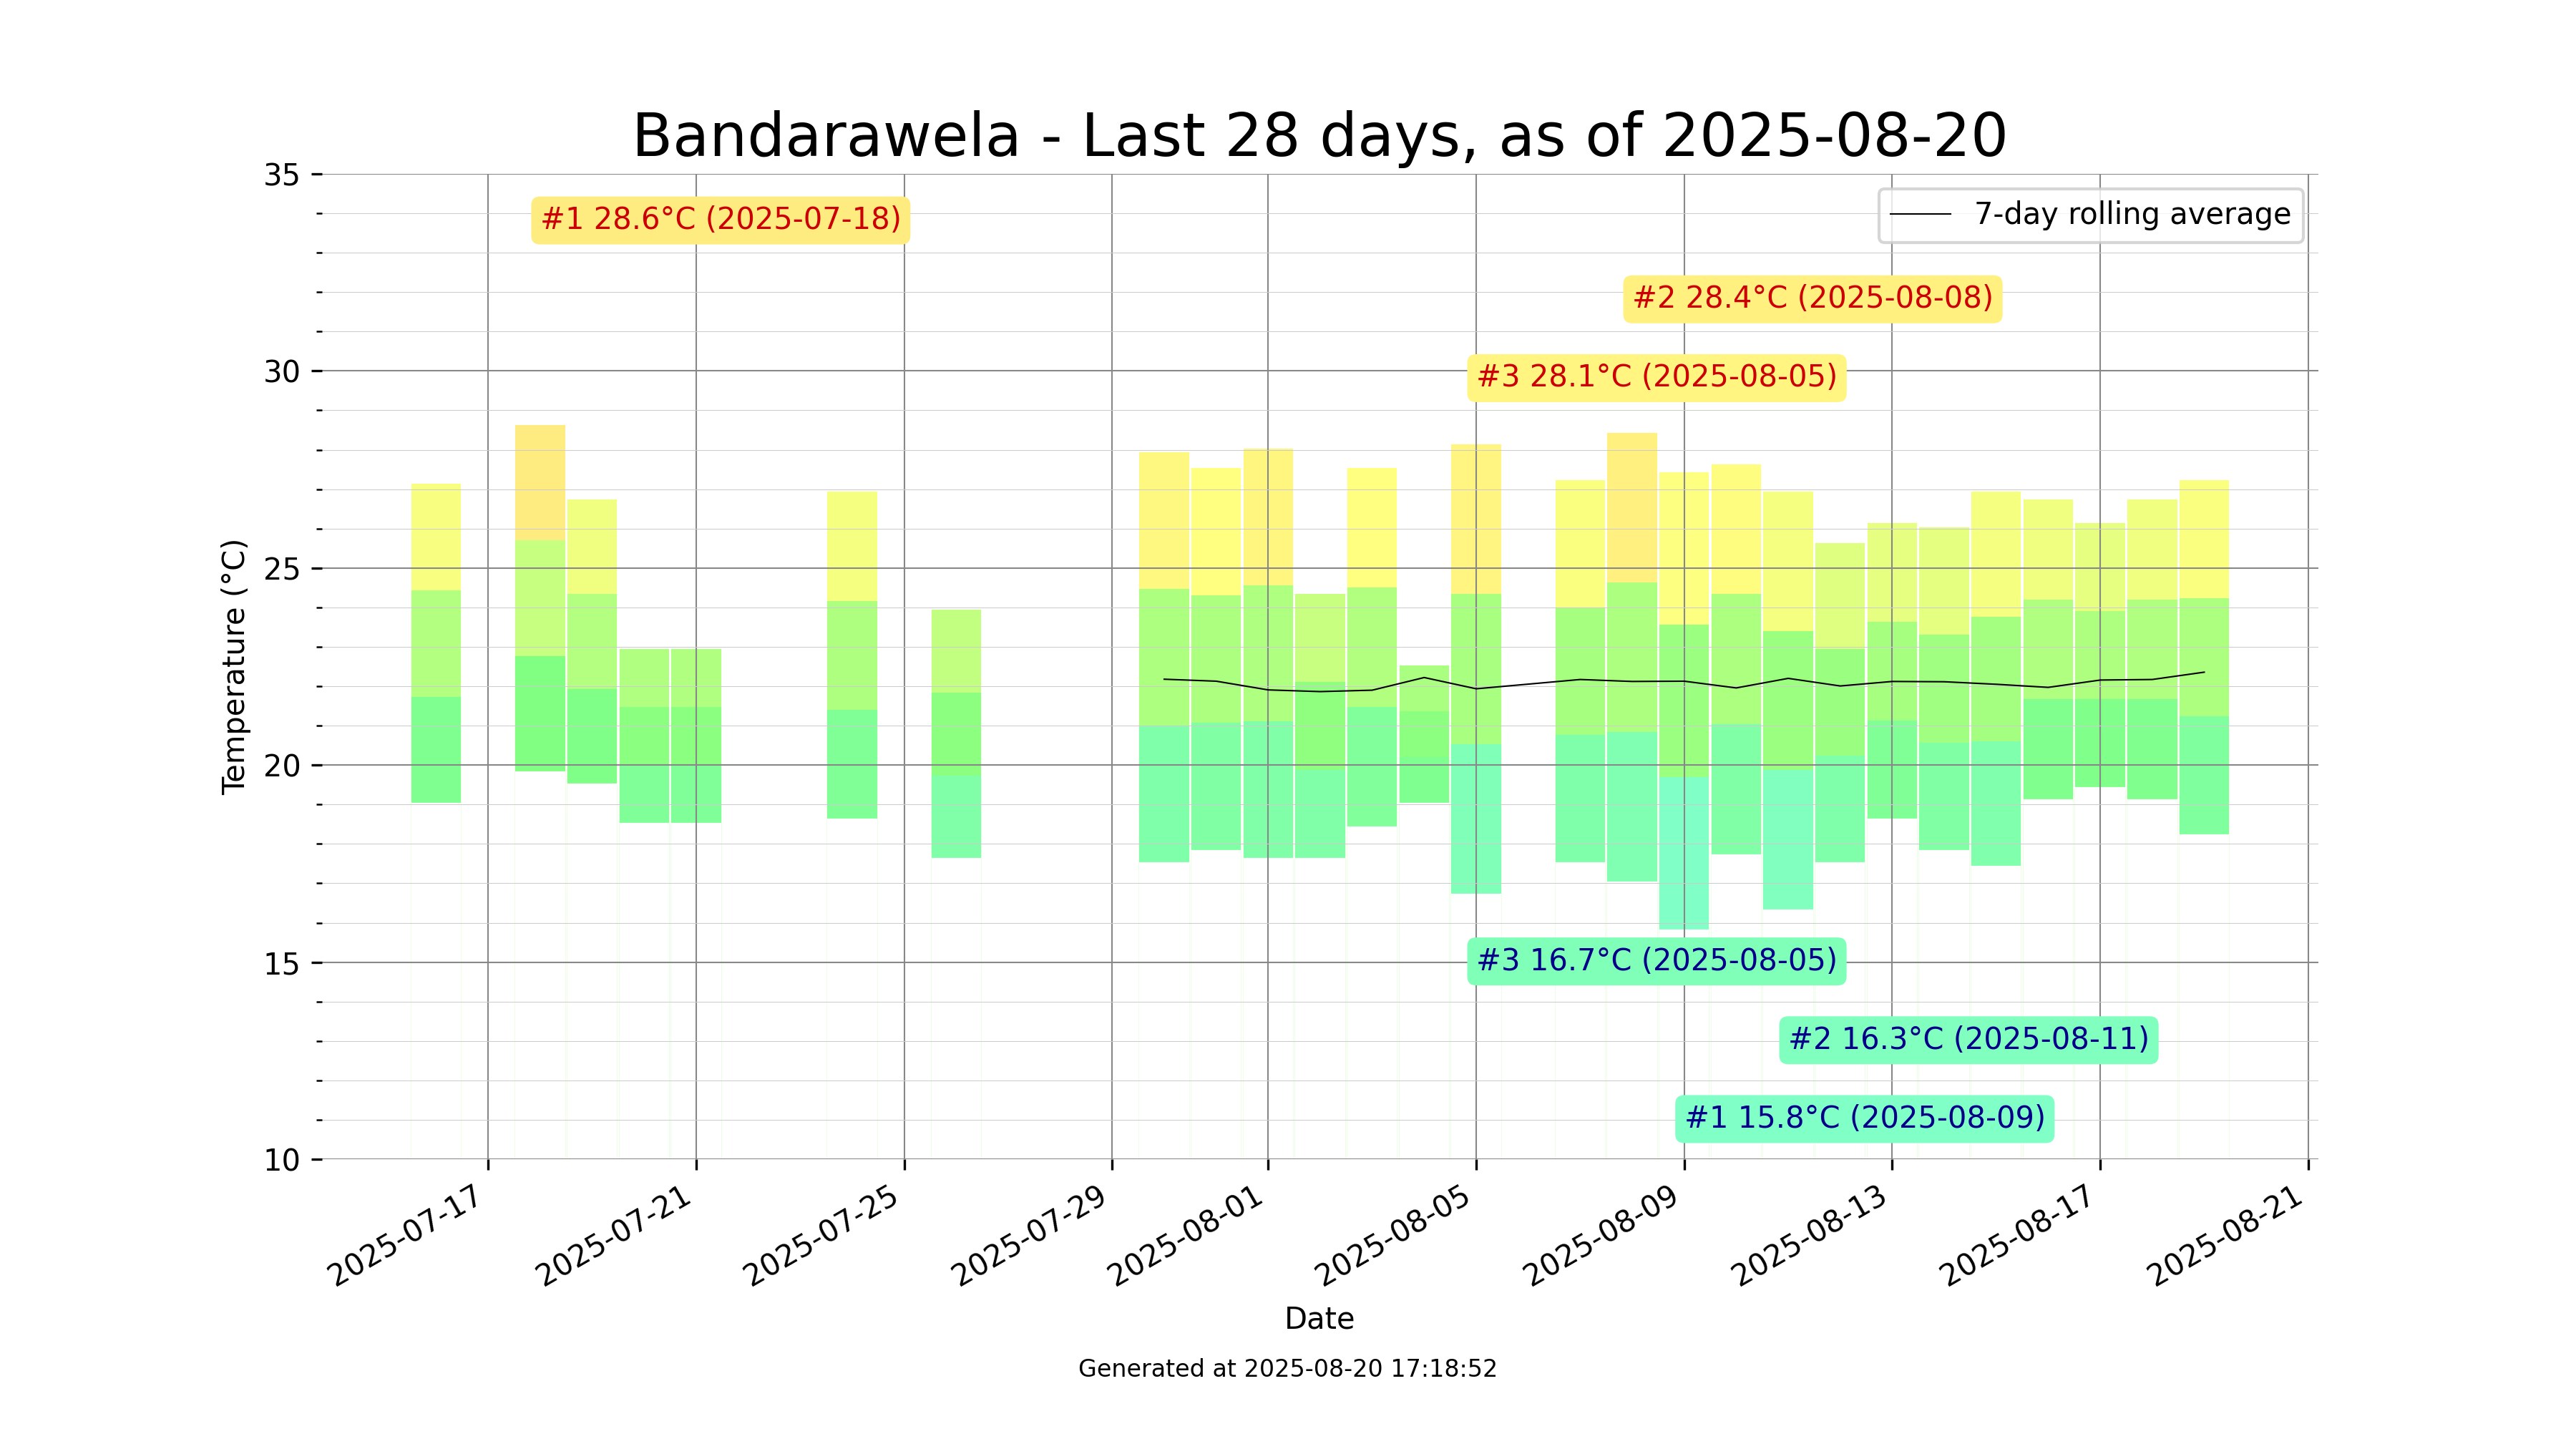 Bandarawela - Last 28 days, as of 2025-08-20
35
#1 28.6°C (2025-07-18)
7-day rolling average
#2 28.4°C (2025-08-08)
#3 28.1°C (2025-08-05)
30
25
Temperature (°C)
20
15
#3 16.7°C (2025-08-05)
#2 16.3°C (2025-08-11)
#1 15.8°C (2025-08-09)
10
2025-07-17
2025-07-21
2025-07-25
2025-07-29
2025-08-01
2025-08-05
2025-08-09
2025-08-13
2025-08-17
2025-08-21
Date
Generated at 2025-08-20 17:18:52